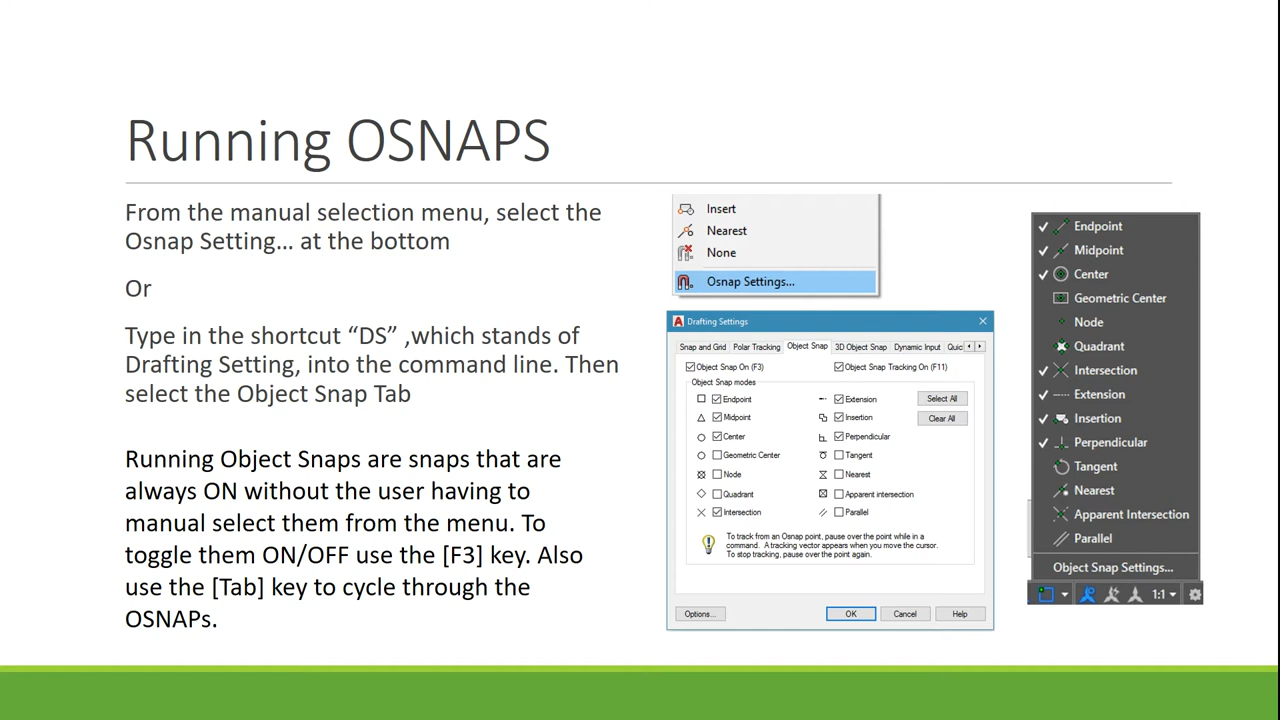 Running OSNAPS
From the manual selection menu, select the
Osnap Setting... at the bottom
Or
Type in the shortcut “DS” ,which stands of
Drafting Setting, into the command line. Then
select the Object Snap Tab
Running Object Snaps are snaps that are
always ON without the user having to
manual select them from the menu. To
toggle them ON/OFF use the [F3] key. Also
use the [Tab] key to cycle through the
OSNAPs.
Insert
Nearest
None
Osnap Settings...
Drafting Settings
Snap and Grid Polar Tracking Object Snap 3D Object Snap Dynamic Input Quic
Object Snap On (F3) Object Snap Tracking On (F11)
Object Snap modes
Endpoint Extension Select All
Midpoint Insertion Clear All
Center Perpendicular
Geometric Center Tangent
Node Nearest
Quadrant Apparent intersection
Intersection Parallel
To track from an Osnap point, pause over the point while in a
command. A tracking vector appears when you move the cursor.
To stop tracking, pause over the point again.
Options... OK Cancel Help
Endpoint
Midpoint
Center
Geometric Center
Node
Quadrant
Intersection
Extension
Insertion
Perpendicular
Tangent
Nearest
Apparent Intersection
Parallel
Object Snap Settings...
1:1